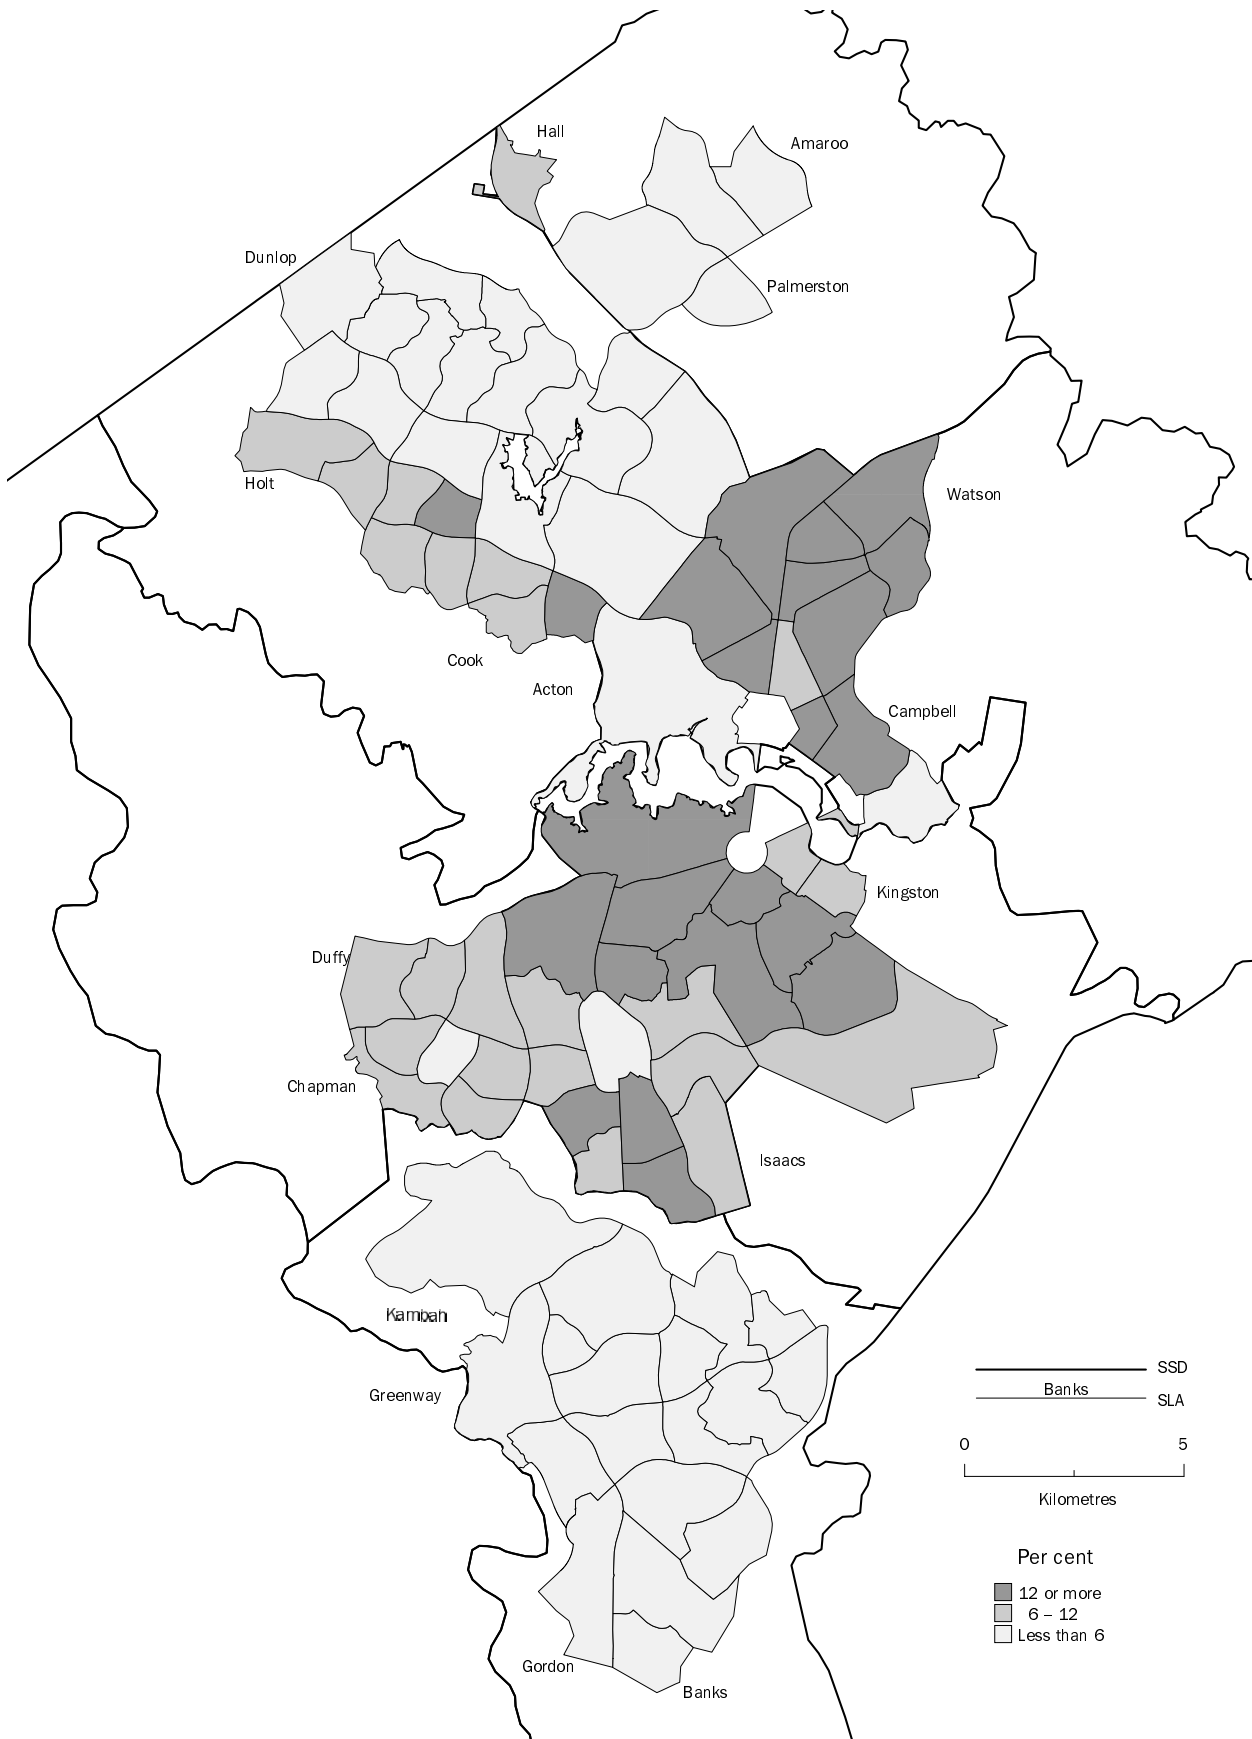 Hall
Amaroo
Dunlop
Palmerston
Holt
Watson
Cook
Acton
Campbell
Kingston
Duffy
Chapman
Isaacs
Kambah
Greenway
SSD
Banks
SLA
0 5
Kilometres
Per cent
12 or more
6 – 12
Less than 6
Gordon
Banks